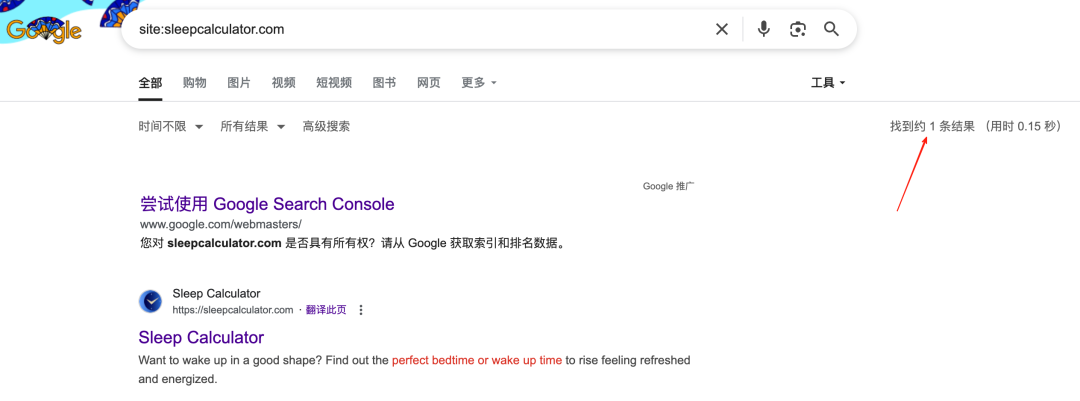 Google
site:sleepcalculator.com
全部 购物 图片 视频 短视频 图书 网页 更多 工具
时间不限 所有结果 高级搜索 找到约 1 条结果 （用时 0.15 秒）
Google 推广
尝试使用 Google Search Console
www.google.com/webmasters/
您对 sleepcalculator.com 是否具有所有权？请从 Google 获取索引和排名数据。
Sleep Calculator
https://sleepcalculator.com · 翻译此页
Sleep Calculator
Want to wake up in a good shape? Find out the perfect bedtime or wake up time to rise feeling refreshed
and energized.